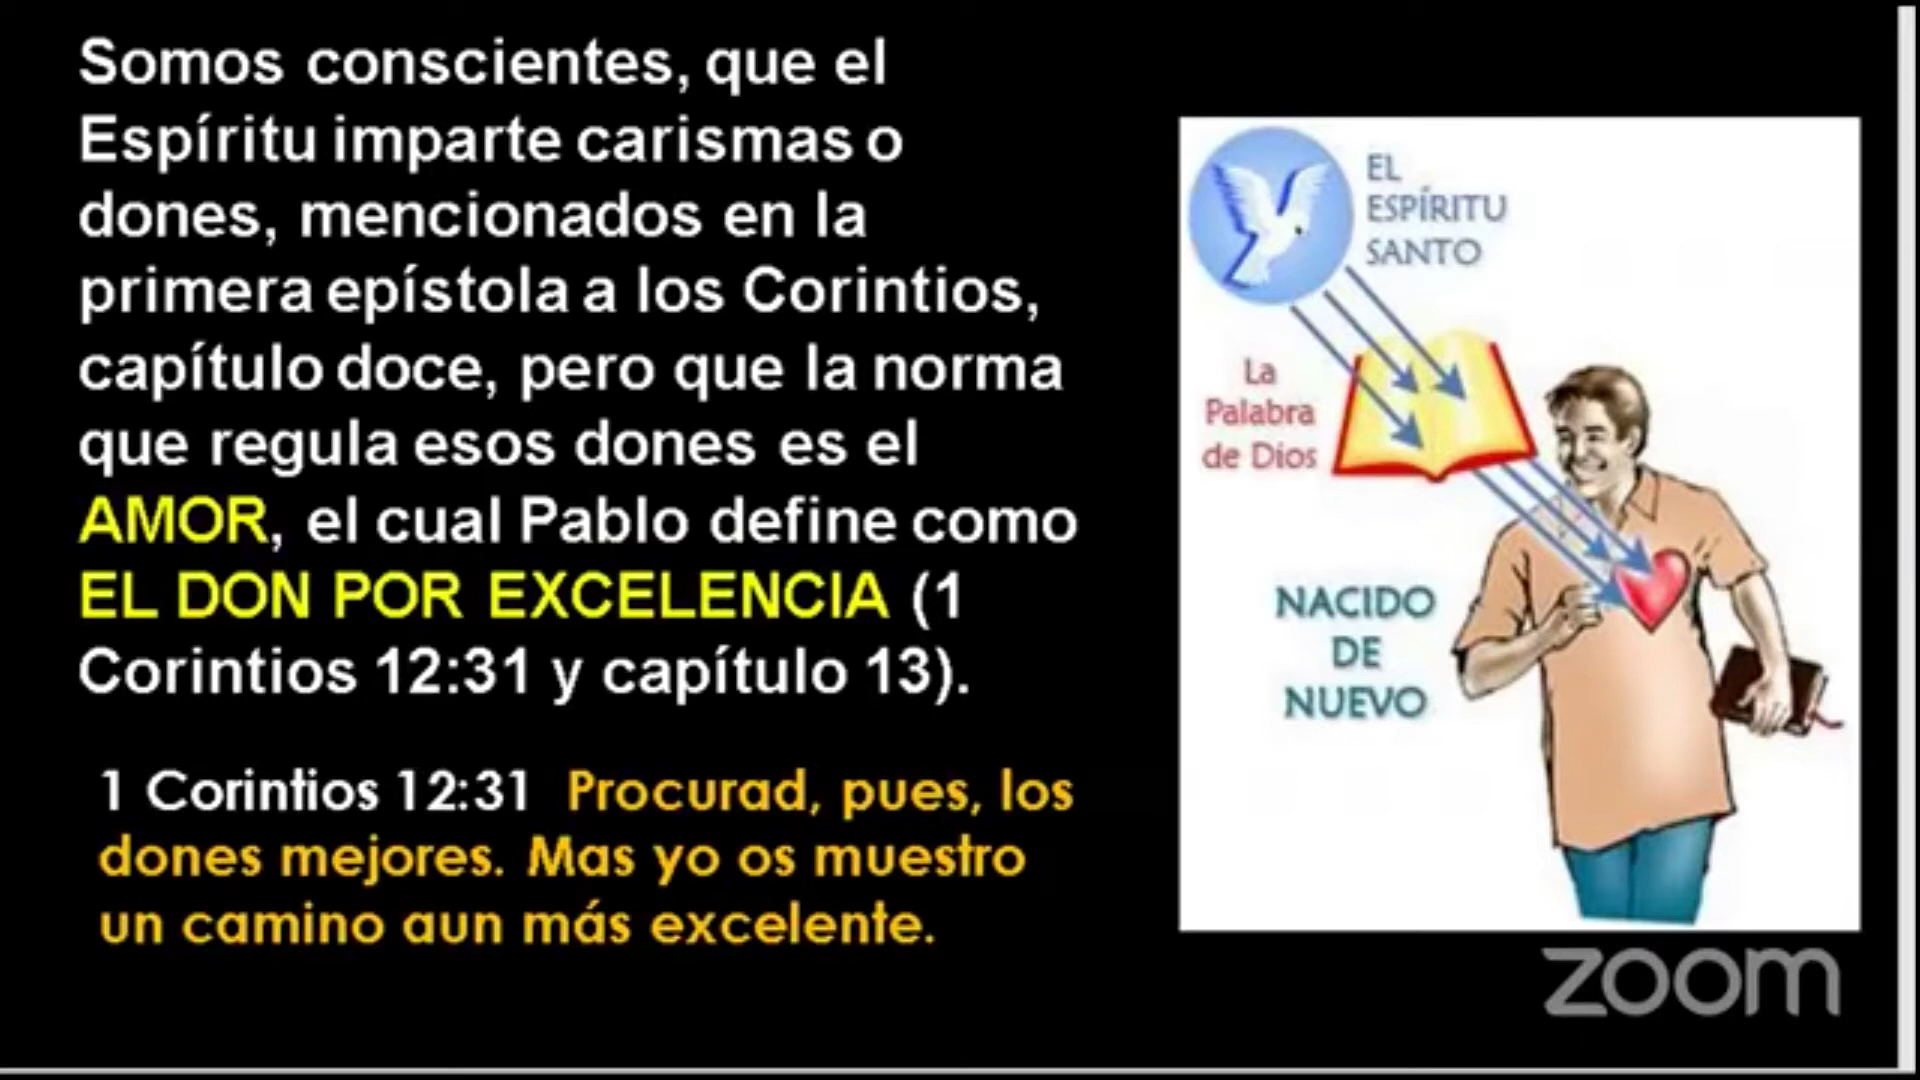 Somos conscientes, que el
Espíritu imparte carismas o
dones, mencionados en la
primera epístola a los Corintios,
capítulo doce, pero que la norma
que regula esos dones es el
AMOR, el cual Pablo define como
EL DON POR EXCELENCIA (1
Corintios 12:31 y capítulo 13).
1 Corintios 12:31 Procurad, pues, los
dones mejores. Mas yo os muestro
un camino aun más excelente.
EL
ESPÍRITU
SANTO
La
Palabra
de Dios
NACIDO
DE
NUEVO
zoom